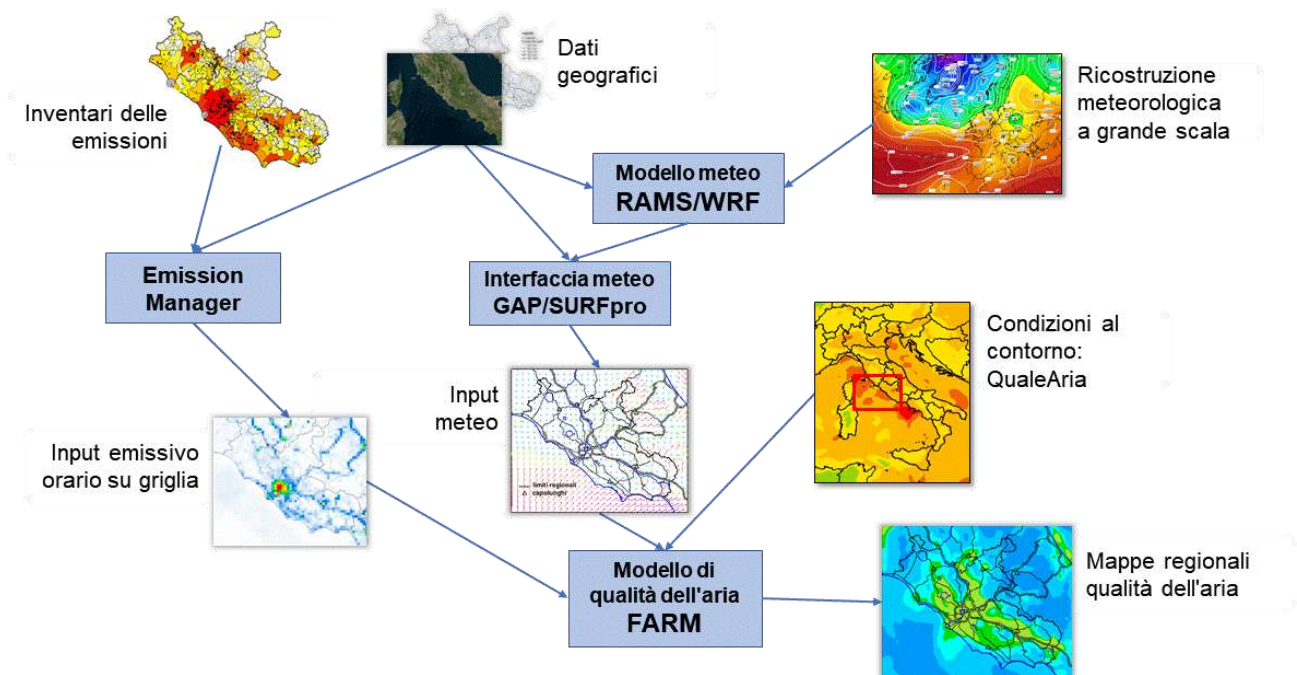 Dati
geografici
Inventari delle
emissioni
Ricostruzione
meteorologica
a grande scala
Modello meteo
RAMS/WRF
Emission
Manager
Interfaccia meteo
GAP/SURFpro
Condizioni al
contorno:
QualeAria
Input
meteo
Input emissivo
orario su griglia
limiti regionali
capoluoghi
Modello di
qualità dell'aria
FARM
Mappe regionali
qualità dell'aria